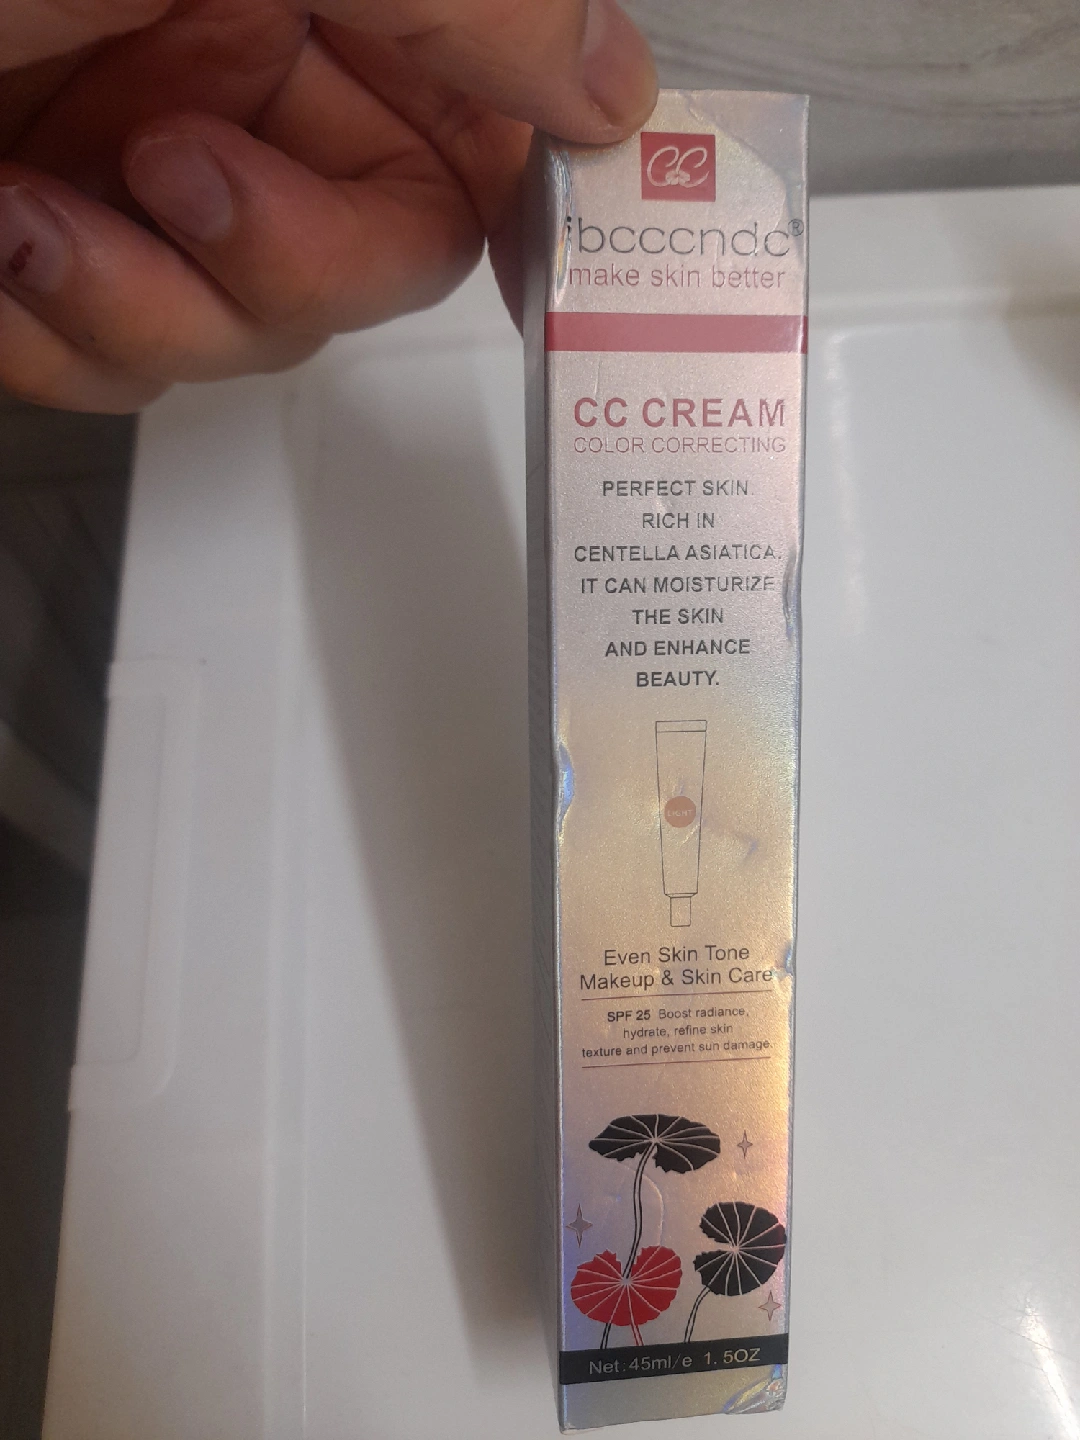 ibcccndc®
make skin better
CC CREAM
COLOR CORRECTING
PERFECT SKIN.
RICH IN
CENTELLA ASIATICA.
IT CAN MOISTURIZE
THE SKIN
AND ENHANCE
BEAUTY.
Even Skin Tone
Makeup & Skin Care
SPF 25 Boost radiance,
hydrate, refine skin
texture and prevent sun damage.
Net:45ml/e 1.5OZ